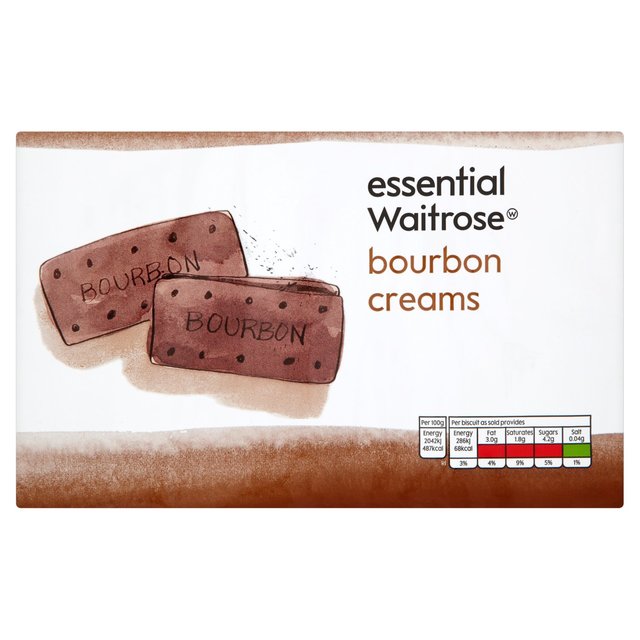 essential
Waitrose
bourbon
creams
BOURBON
BOURBON
Per 100g
Energy
2042kJ
487kcal
Per biscuit as sold provides
Energy
286kJ
68kcal
3%
Fat
3.0g
4%
Saturates
1.8g
9%
Sugars
4.2g
5%
Salt
0.04g
1%